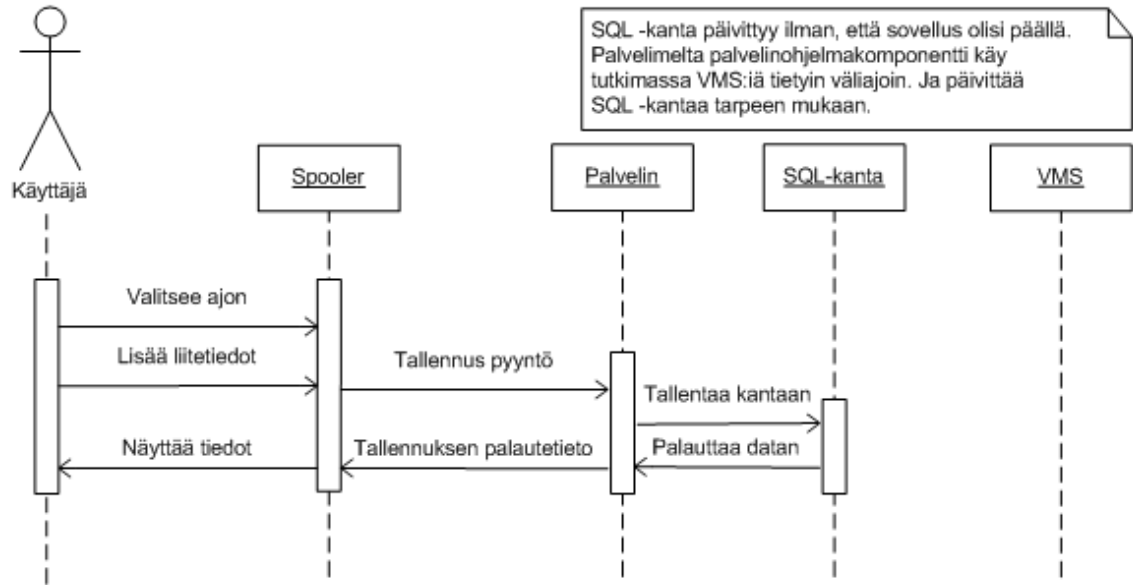 SQL -kanta päivittyy ilman, että sovellus olisi päällä.
Palvelimelta palvelinohjelmakomponentti käy
tutkimassa VMS:iä tietyin väliajoin. Ja päivittää
SQL -kantaa tarpeen mukaan.
Käyttäjä
Spooler
Palvelin
SQL-kanta
VMS
Valitsee ajon
Lisää liitetiedot
Tallennus pyyntö
Tallentaa kantaan
Näyttää tiedot
Tallennuksen palautetieto
Palauttaa datan